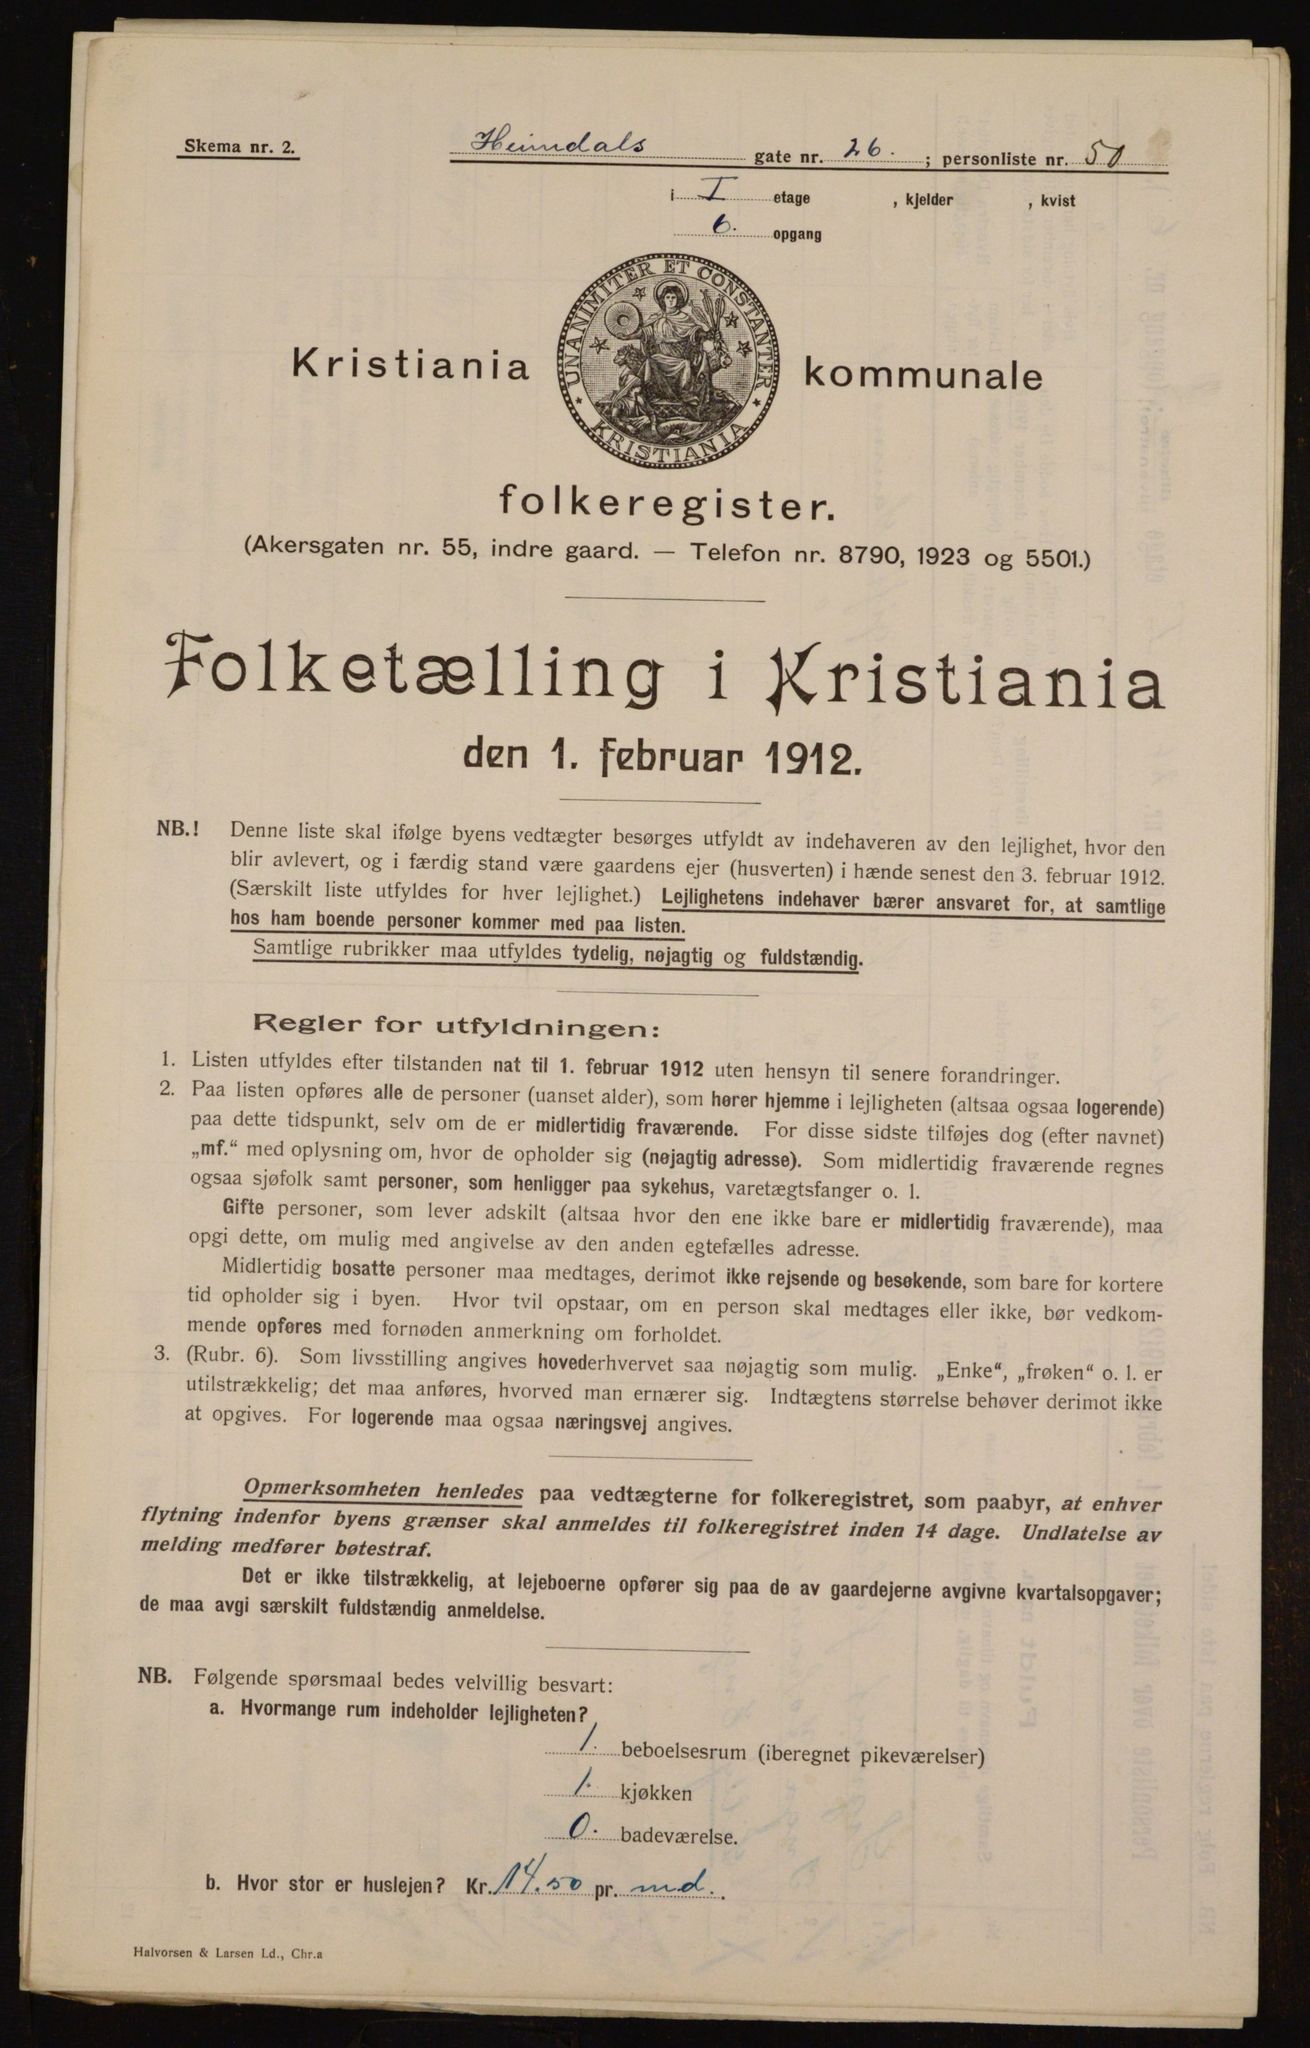 Skema nr. 2.
Heimdals gate nr. 26. ; personliste nr. 50
i I etage , kjelder , kvist
6. opgang
UNANIMITER ET CONSTANTER
KRISTIANIA
Kristiania kommunale
folkeregister.
(Akersgaten nr. 55, indre gaard. — Telefon nr. 8790, 1923 og 5501.)
Folketælling i Kristiania
den 1. februar 1912.
NB.! Denne liste skal ifølge byens vedtægter besørges utfyldt av indehaveren av den lejlighet, hvor den
blir avlevert, og i færdig stand være gaardens ejer (husverten) i hænde senest den 3. februar 1912.
(Særskilt liste utfyldes for hver lejlighet.) Lejlighetens indehaver bærer ansvaret for, at samtlige
hos ham boende personer kommer med paa listen.
Samtlige rubrikker maa utfyldes tydelig, nøjagtig og fuldstændig.
Regler for utfyldningen:
1. Listen utfyldes efter tilstanden nat til 1. februar 1912 uten hensyn til senere forandringer.
2. Paa listen opføres alle de personer (uanset alder), som hører hjemme i lejligheten (altsaa ogsaa logerende)
paa dette tidspunkt, selv om de er midlertidig fraværende. For disse sidste tilføjes dog (efter navnet)
„mf.“ med oplysning om, hvor de opholder sig (nøjagtig adresse). Som midlertidig fraværende regnes
ogsaa sjøfolk samt personer, som henligger paa sykehus, varetægtsfanger o. l.
Gifte personer, som lever adskilt (altsaa hvor den ene ikke bare er midlertidig fraværende), maa
opgi dette, om mulig med angivelse av den anden egtefælles adresse.
Midlertidig bosatte personer maa medtages, derimot ikke rejsende og besøkende, som bare for kortere
tid opholder sig i byen. Hvor tvil opstaar, om en person skal medtages eller ikke, bør vedkom-
mende opføres med fornøden anmerkning om forholdet.
3. (Rubr. 6). Som livsstilling angives hovederhvervet saa nøjagtig som mulig. „Enke“, „frøken“ o. l. er
utilstrækkelig; det maa anføres, hvorved man ernærer sig. Indtægtens størrelse behøver derimot ikke
at opgives. For logerende maa ogsaa næringsvej angives.
Opmerksomheten henledes paa vedtægterne for folkeregistret, som paabyr, at enhver
flytning indenfor byens grænser skal anmeldes til folkeregistret inden 14 dage. Undlatelse av
melding medfører bøtestraf.
Det er ikke tilstrækkelig, at lejeboerne opfører sig paa de av gaardejerne avgivne kvartalsopgaver;
de maa avgi særskilt fuldstændig anmeldelse.
NB. Følgende spørsmaal bedes velvillig besvart:
a. Hvormange rum indeholder lejligheten?
1. beboelsesrum (iberegnet pikeværelser)
1. kjøkken
0. badeværelse.
b. Hvor stor er huslejen? Kr. 14.50 pr. md.
Halvorsen & Larsen Ld., Chr.a